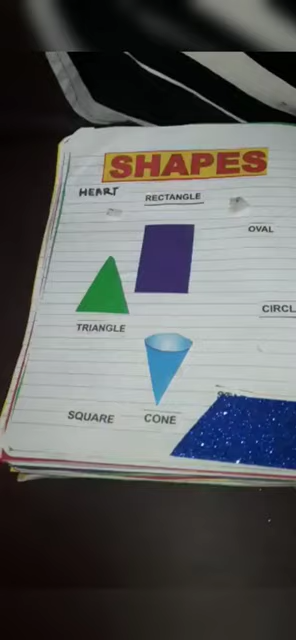 SHAPES
HEART
RECTANGLE
OVAL
CIRCL
TRIANGLE
SQUARE
CONE